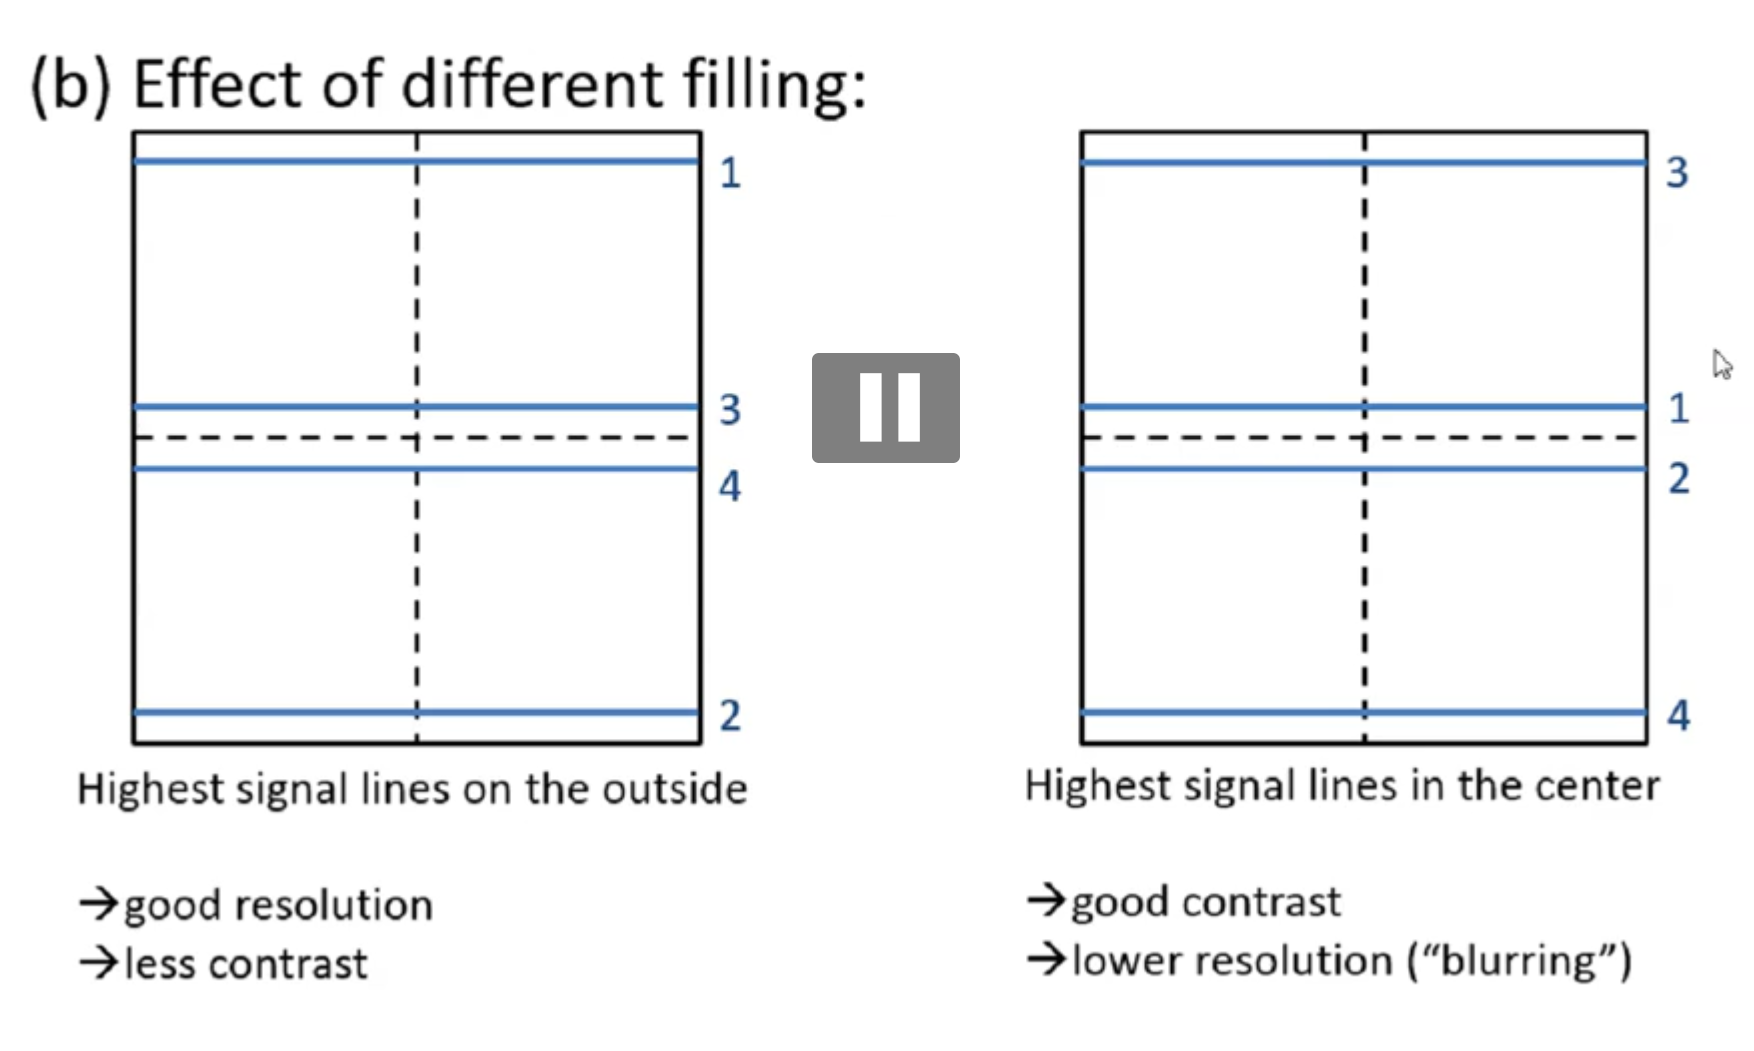 (b) Effect of different filling:
1
3
4
2
Highest signal lines on the outside
→good resolution
→less contrast
3
1
2
4
Highest signal lines in the center
→good contrast
→lower resolution (“blurring”)